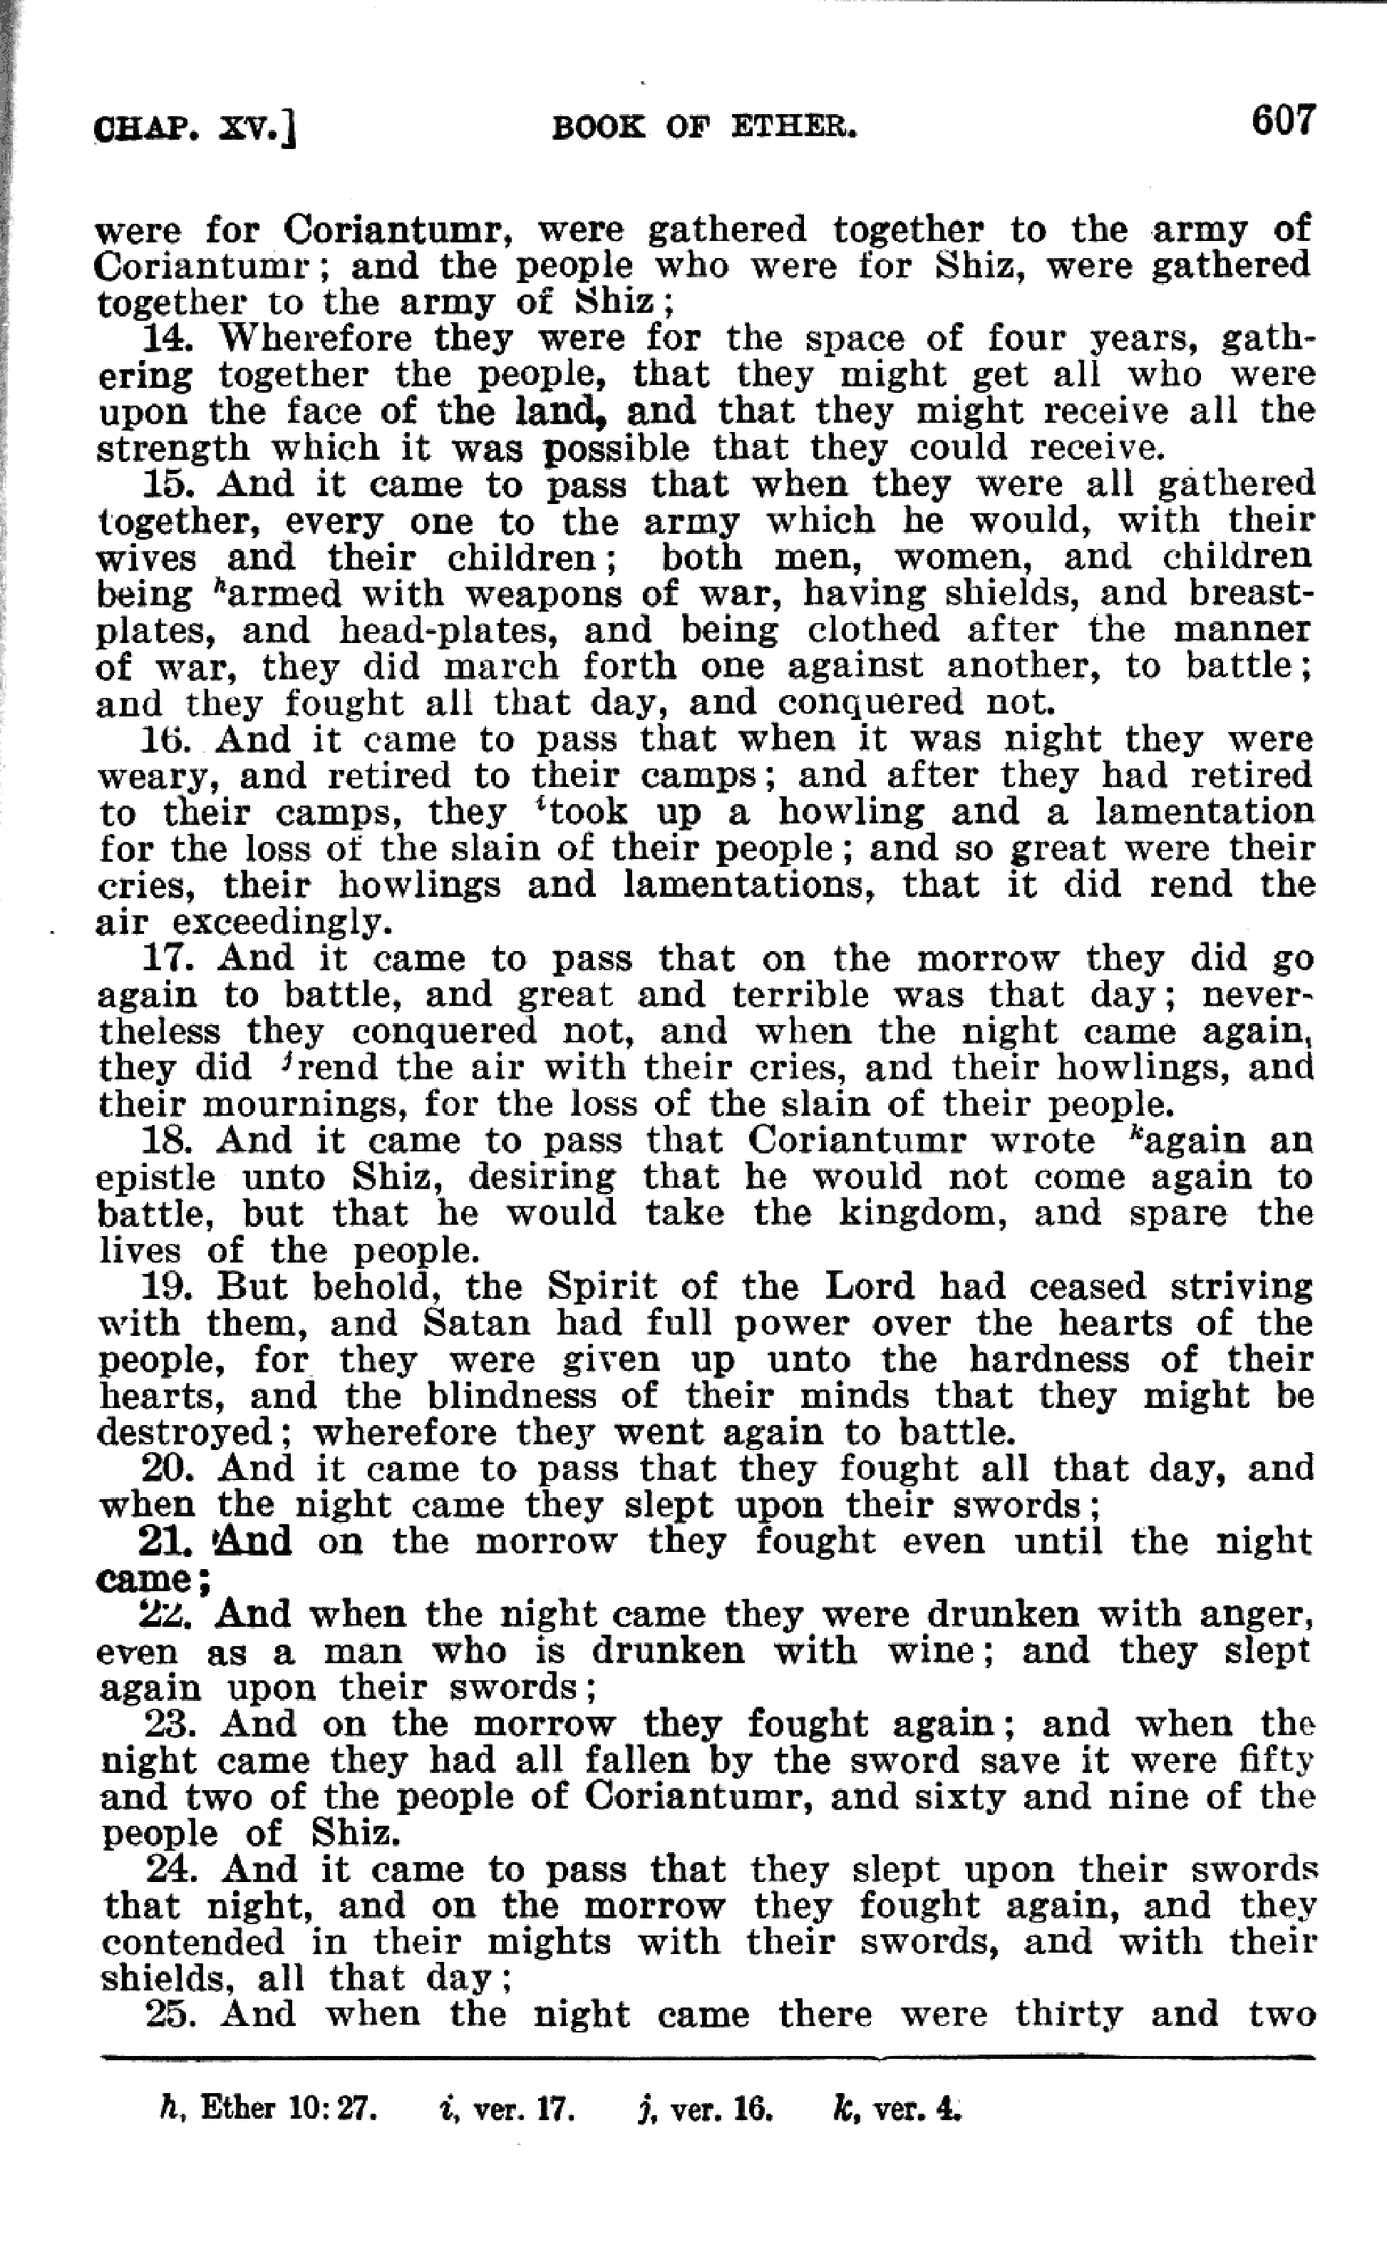 CHAP. XV.] BOOK OF ETHER. 607
were for Coriantumr, were gathered together to the army of
Coriantumr; and the people who were for Shiz, were gathered
together to the army of Shiz;
14. Wherefore they were for the space of four years, gath-
ering together the people, that they might get all who were
upon the face of the land, and that they might receive all the
strength which it was possible that they could receive.
15. And it came to pass that when they were all gathered
together, every one to the army which he would, with their
wives and their children; both men, women, and children
being ʰarmed with weapons of war, having shields, and breast-
plates, and head-plates, and being clothed after the manner
of war, they did march forth one against another, to battle;
and they fought all that day, and conquered not.
16. And it came to pass that when it was night they were
weary, and retired to their camps; and after they had retired
to their camps, they ⁱtook up a howling and a lamentation
for the loss of the slain of their people; and so great were their
cries, their howlings and lamentations, that it did rend the
air exceedingly.
17. And it came to pass that on the morrow they did go
again to battle, and great and terrible was that day; never-
theless they conquered not, and when the night came again,
they did ʲrend the air with their cries, and their howlings, and
their mournings, for the loss of the slain of their people.
18. And it came to pass that Coriantumr wrote ᵏagain an
epistle unto Shiz, desiring that he would not come again to
battle, but that he would take the kingdom, and spare the
lives of the people.
19. But behold, the Spirit of the Lord had ceased striving
with them, and Satan had full power over the hearts of the
people, for they were given up unto the hardness of their
hearts, and the blindness of their minds that they might be
destroyed; wherefore they went again to battle.
20. And it came to pass that they fought all that day, and
when the night came they slept upon their swords;
21. And on the morrow they fought even until the night
came;
22. And when the night came they were drunken with anger,
even as a man who is drunken with wine; and they slept
again upon their swords;
23. And on the morrow they fought again; and when the
night came they had all fallen by the sword save it were fifty
and two of the people of Coriantumr, and sixty and nine of the
people of Shiz.
24. And it came to pass that they slept upon their swords
that night, and on the morrow they fought again, and they
contended in their mights with their swords, and with their
shields, all that day;
25. And when the night came there were thirty and two
h, Ether 10:27. i, ver. 17. j, ver. 16. k, ver. 4.